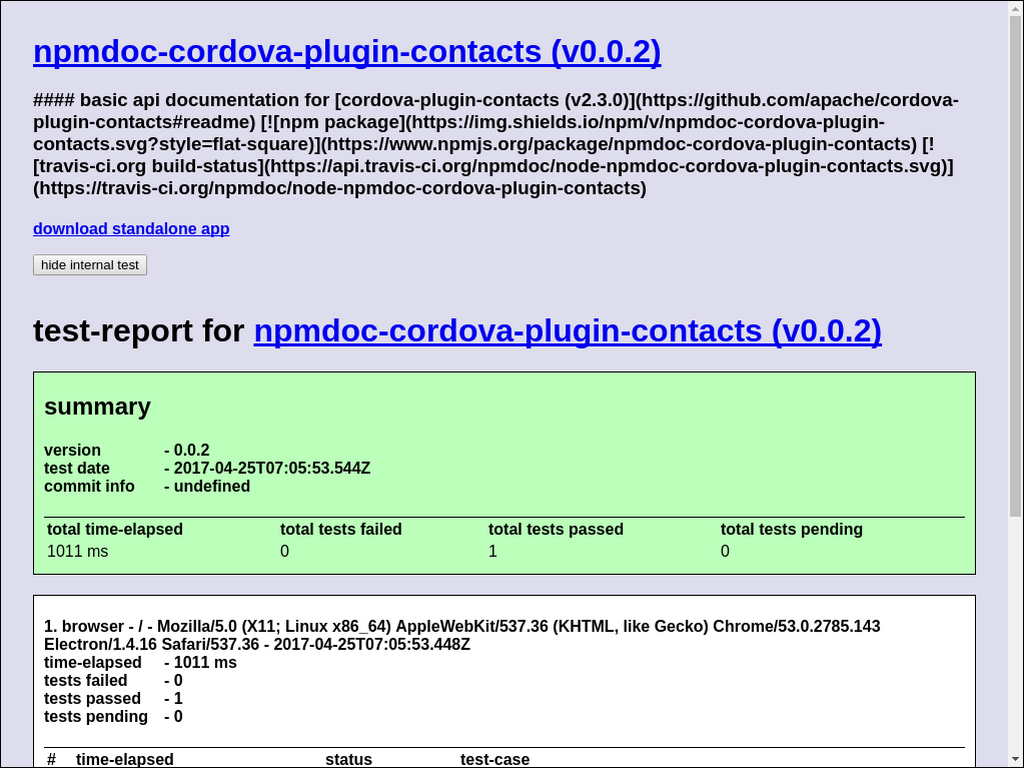 npmdoc-cordova-plugin-contacts (v0.0.2)
#### basic api documentation for [cordova-plugin-contacts (v2.3.0)](https://github.com/apache/cordova-
plugin-contacts#readme) [![npm package](https://img.shields.io/npm/v/npmdoc-cordova-plugin-
contacts.svg?style=flat-square)](https://www.npmjs.org/package/npmdoc-cordova-plugin-contacts) [!
[travis-ci.org build-status](https://api.travis-ci.org/npmdoc/node-npmdoc-cordova-plugin-contacts.svg)]
(https://travis-ci.org/npmdoc/node-npmdoc-cordova-plugin-contacts)
download standalone app
hide internal test
test-report for npmdoc-cordova-plugin-contacts (v0.0.2)
summary
version - 0.0.2
test date - 2017-04-25T07:05:53.544Z
commit info - undefined
total time-elapsed total tests failed total tests passed total tests pending
1011 ms 0 1 0
1. browser - / - Mozilla/5.0 (X11; Linux x86_64) AppleWebKit/537.36 (KHTML, like Gecko) Chrome/53.0.2785.143
Electron/1.4.16 Safari/537.36 - 2017-04-25T07:05:53.448Z
time-elapsed - 1011 ms
tests failed - 0
tests passed - 1
tests pending - 0
# time-elapsed status test-case